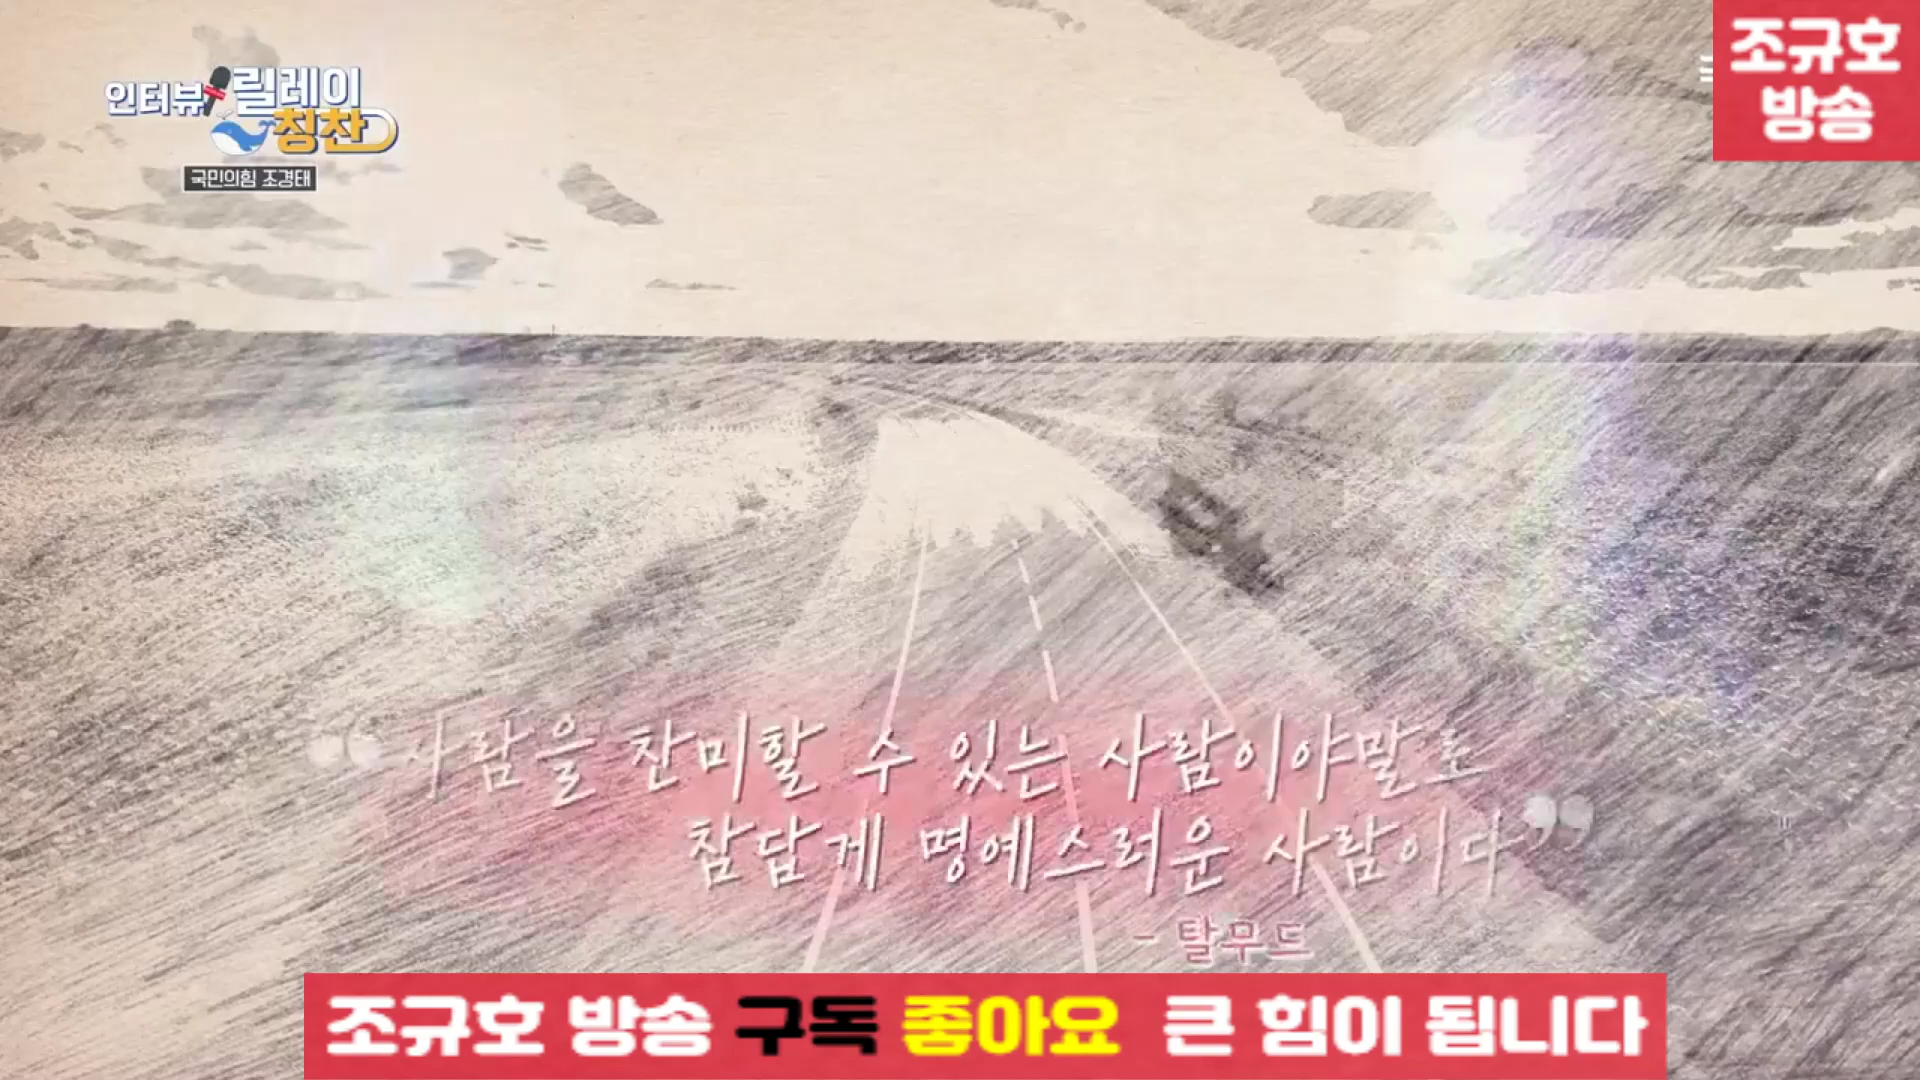 인터뷰 릴레이
칭찬
국민의힘 조경태
조규호
방송
“사람을 찬미할 수 있는 사람이야말로
참답게 명예스러운 사람이다”
- 탈무드
조규호 방송 구독 좋아요 큰 힘이 됩니다